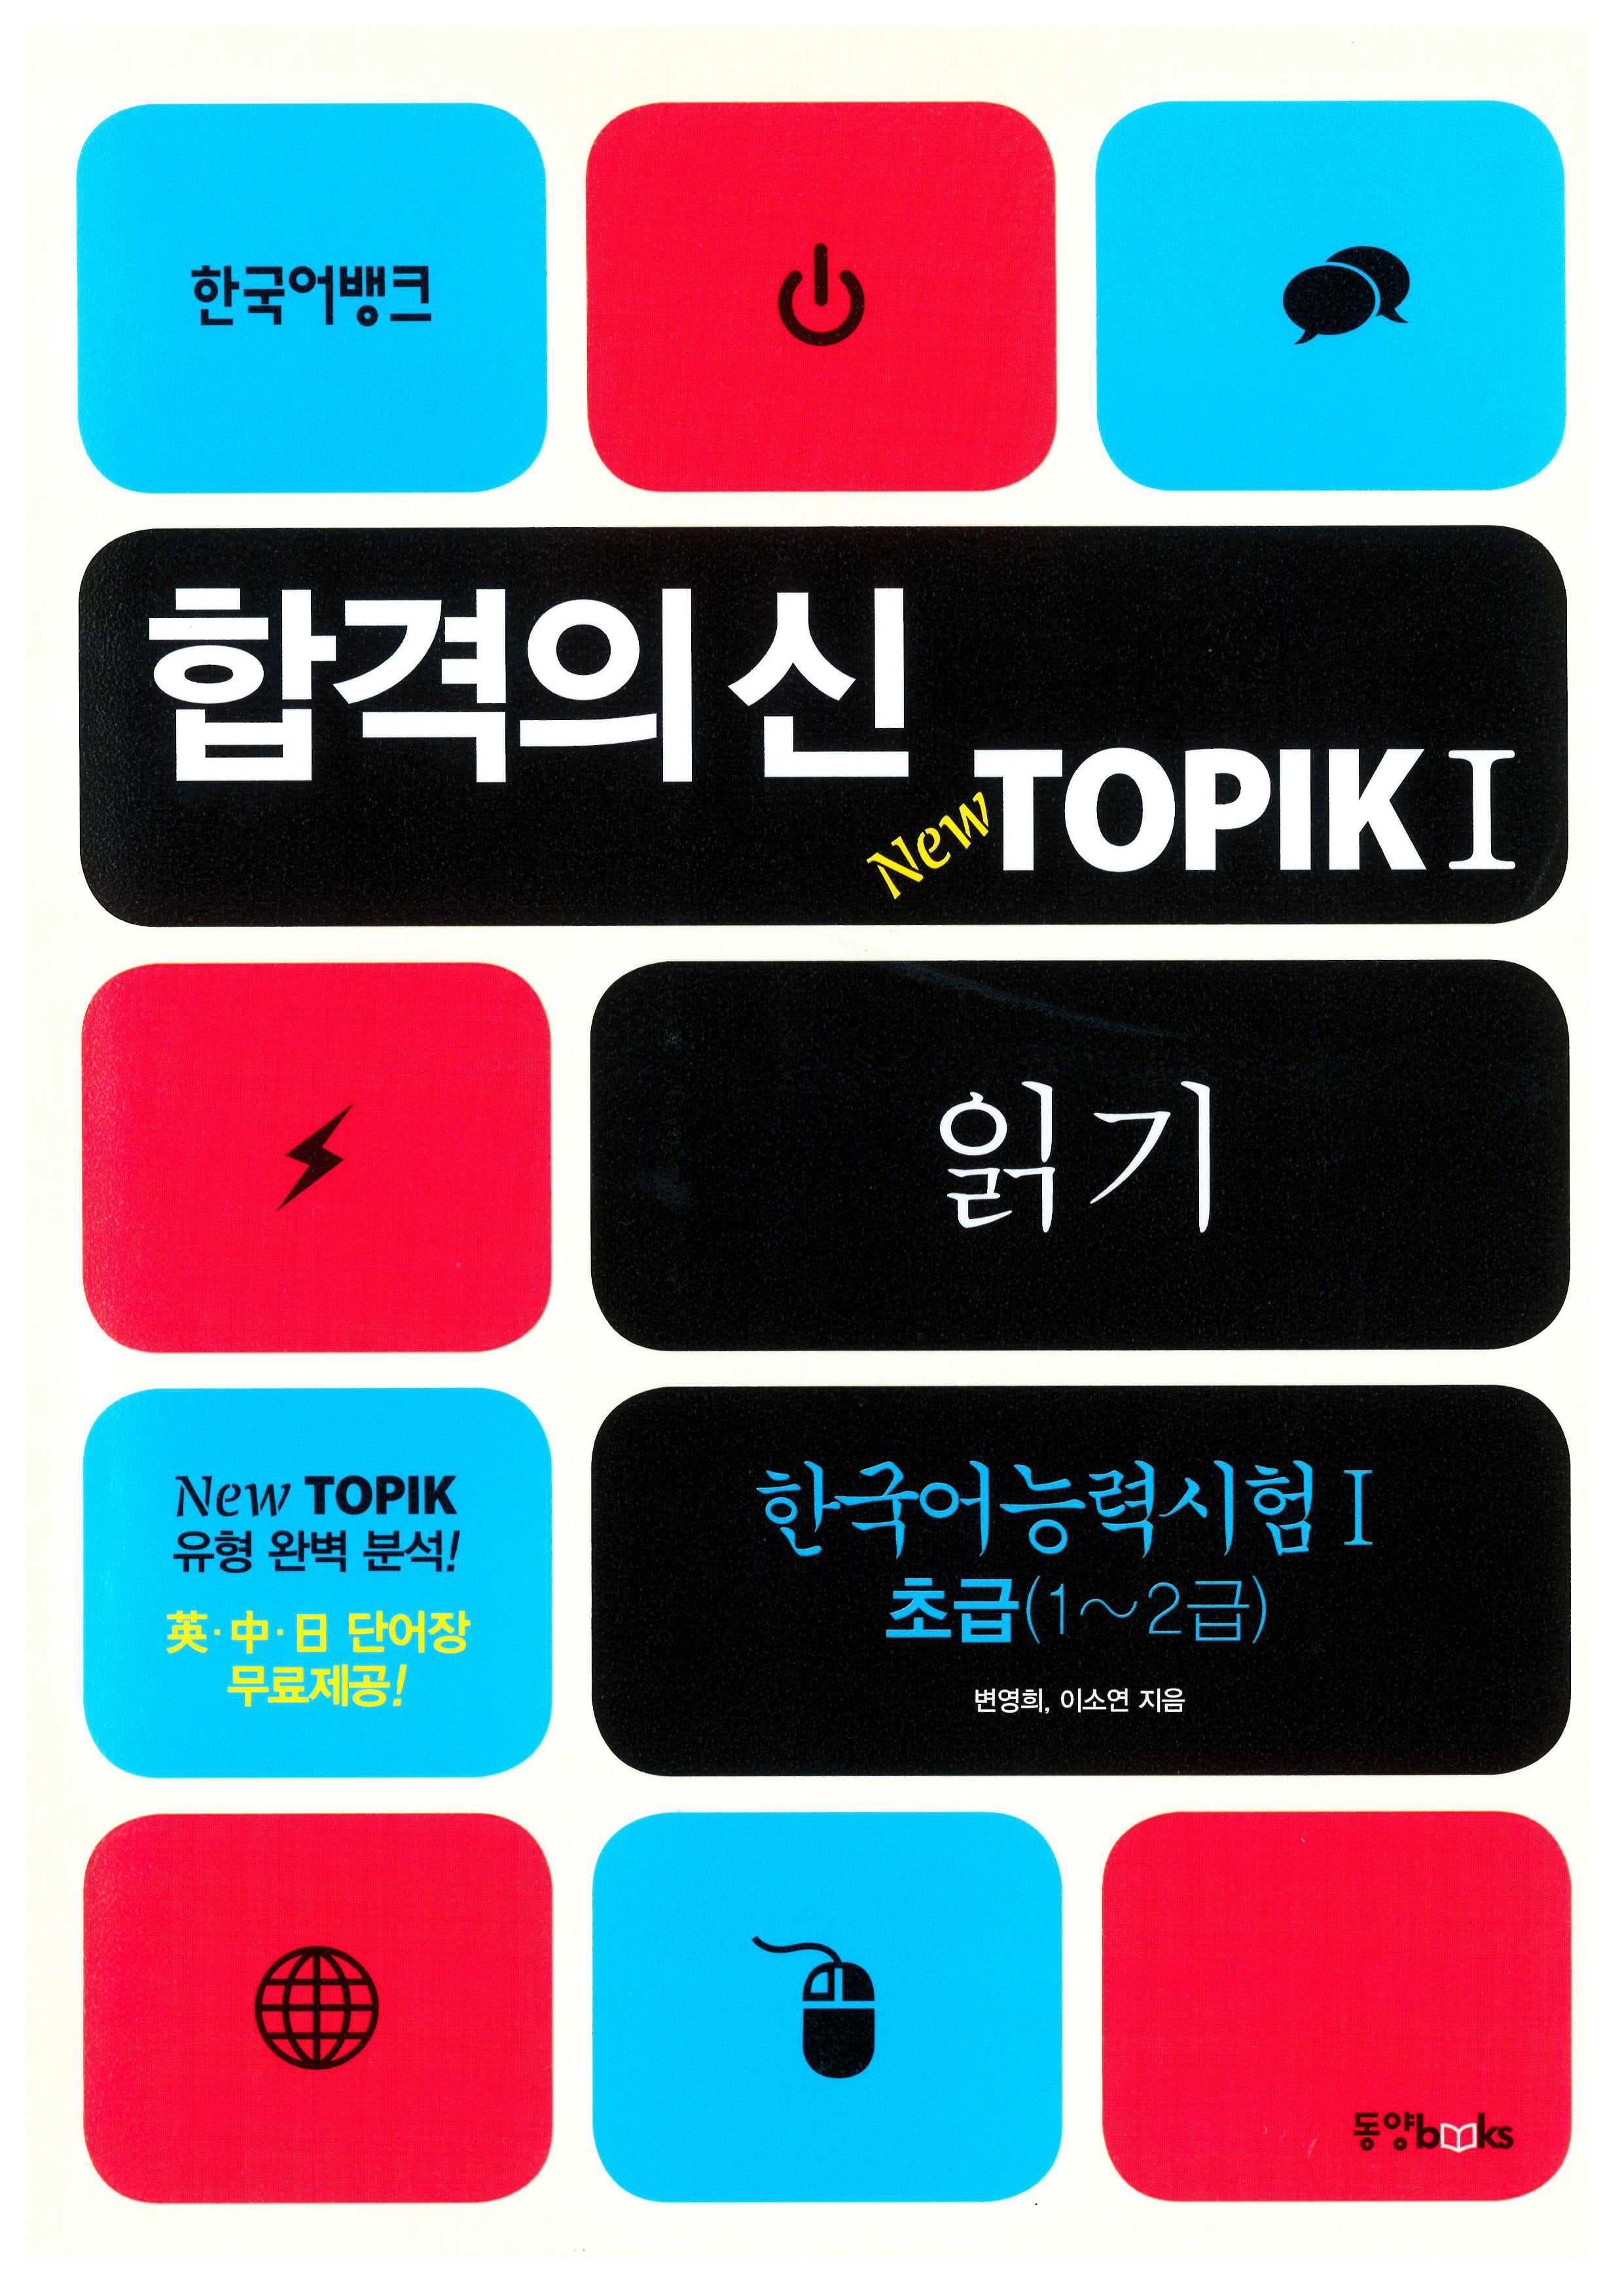 한국어뱅크
합격의 신
New TOPIK I
읽기
New TOPIK
유형 완벽 분석!
英·中·日 단어장
무료제공!
한국어능력시험 I
초급(1~2급)
변영희, 이소연 지음
동양books